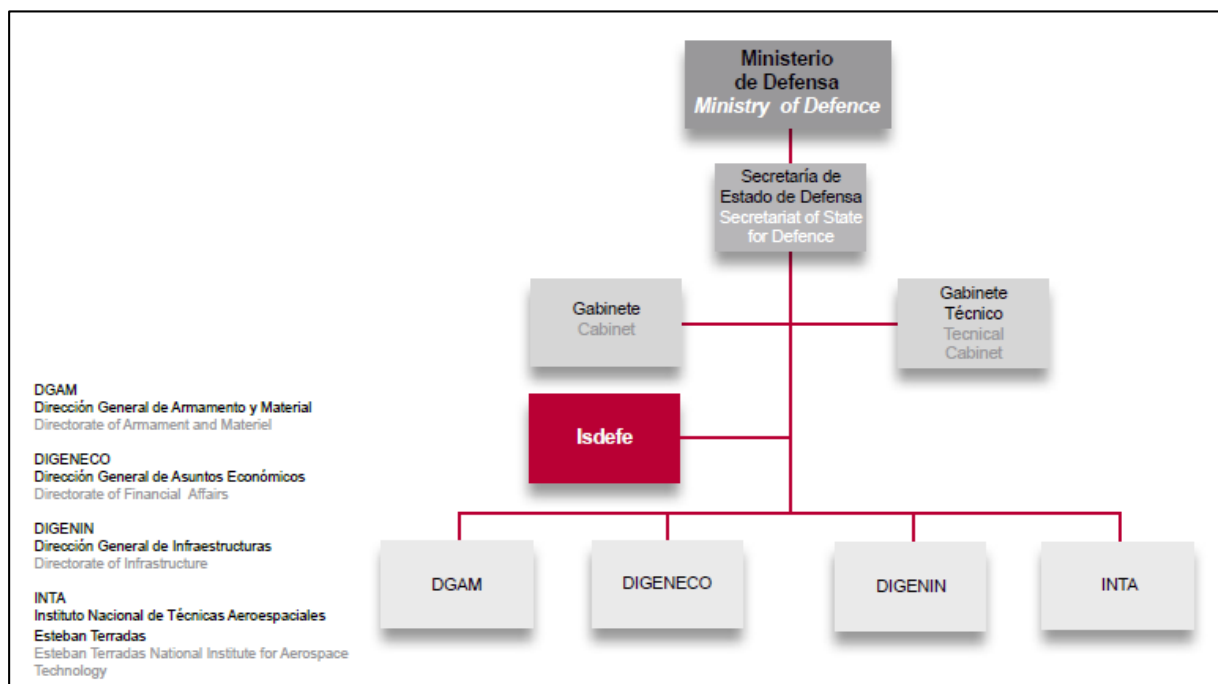 Ministerio
de Defensa
Ministry of Defence
Secretaría de
Estado de Defensa
Secretariat of State
for Defence
Gabinete
Cabinet
Gabinete
Técnico
Tecnical
Cabinet
Isdefe
DGAM
Dirección General de Armamento y Material
Directorate of Armament and Materiel
DIGENECO
Dirección General de Asuntos Económicos
Directorate of Financial Affairs
DIGENIN
Dirección General de Infraestructuras
Directorate of Infrastructure
INTA
Instituto Nacional de Técnicas Aeroespaciales
Esteban Terradas
Esteban Terradas National Institute for Aerospace
Technology
DGAM
DIGENECO
DIGENIN
INTA